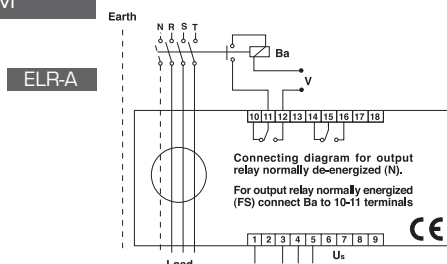 M
Earth
N R S T
Ba
ELR-A
V
10 11 12 13 14 15 16 17 18
Connecting diagram for output
relay normally de-energized (N).
For output relay normally energized
(FS) connect Ba to 10-11 terminals
CE
1 2 3 4 5 6 7 8 9
Us
Load